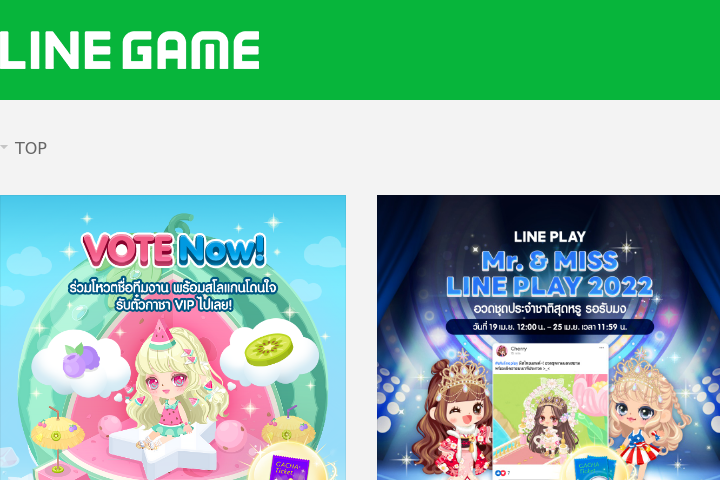 LINE GAME
TOP
VOTE Now!
ร่วมโหวตชื่อทีมงาน พร้อมสโลแกนโดนใจ
รับตั๋วกาชา VIP ไปเลย!
GACHA
Ticket
LINE PLAY
Mr. & MISS
LINE PLAY 2022
อวดชุดประจำชาติสุดหรู รอรับมง
วันที่ 19 เม.ย. 12:00 น. – 25 เม.ย. เวลา 11:59 น.
Cherry
7
GACHA
Ticket